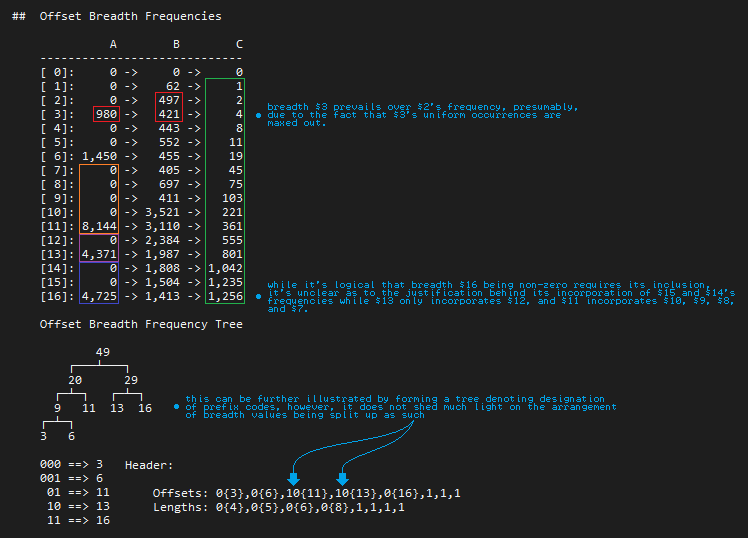 ## Offset Breadth Frequencies
A B C
------------------------------
[ 0]: 0 -> 0 -> 0
[ 1]: 0 -> 62 -> 1
[ 2]: 0 -> 497 -> 2
[ 3]: 980 -> 421 -> 4
[ 4]: 0 -> 443 -> 8
[ 5]: 0 -> 552 -> 11
[ 6]: 1,450 -> 455 -> 19
[ 7]: 0 -> 405 -> 45
[ 8]: 0 -> 697 -> 75
[ 9]: 0 -> 411 -> 103
[10]: 0 -> 3,521 -> 221
[11]: 8,144 -> 3,110 -> 361
[12]: 0 -> 2,384 -> 555
[13]: 4,371 -> 1,987 -> 801
[14]: 0 -> 1,808 -> 1,042
[15]: 0 -> 1,504 -> 1,235
[16]: 4,725 -> 1,413 -> 1,256
breadth $3 prevails over $2's frequency, presumably,
due to the fact that $3's uniform occurrences are
maxed out.
while it's logical that breadth $16 being non-zero requires its inclusion,
it's unclear as to the justification behind its incorporation of $15 and $14's
frequencies while $13 only incorporates $12, and $11 incorporates $10, $9, $8,
and $7.
Offset Breadth Frequency Tree
49
20 29
9 11 13 16
3 6
this can be further illustrated by forming a tree denoting designation
of prefix codes, however, it does not shed much light on the arrangement
of breadth values being split up as such
000 ==> 3 Header:
001 ==> 6
01 ==> 11 Offsets: 0{3},0{6},10{11},10{13},0{16},1,1,1
10 ==> 13 Lengths: 0{4},0{5},0{6},0{8},1,1,1,1
11 ==> 16